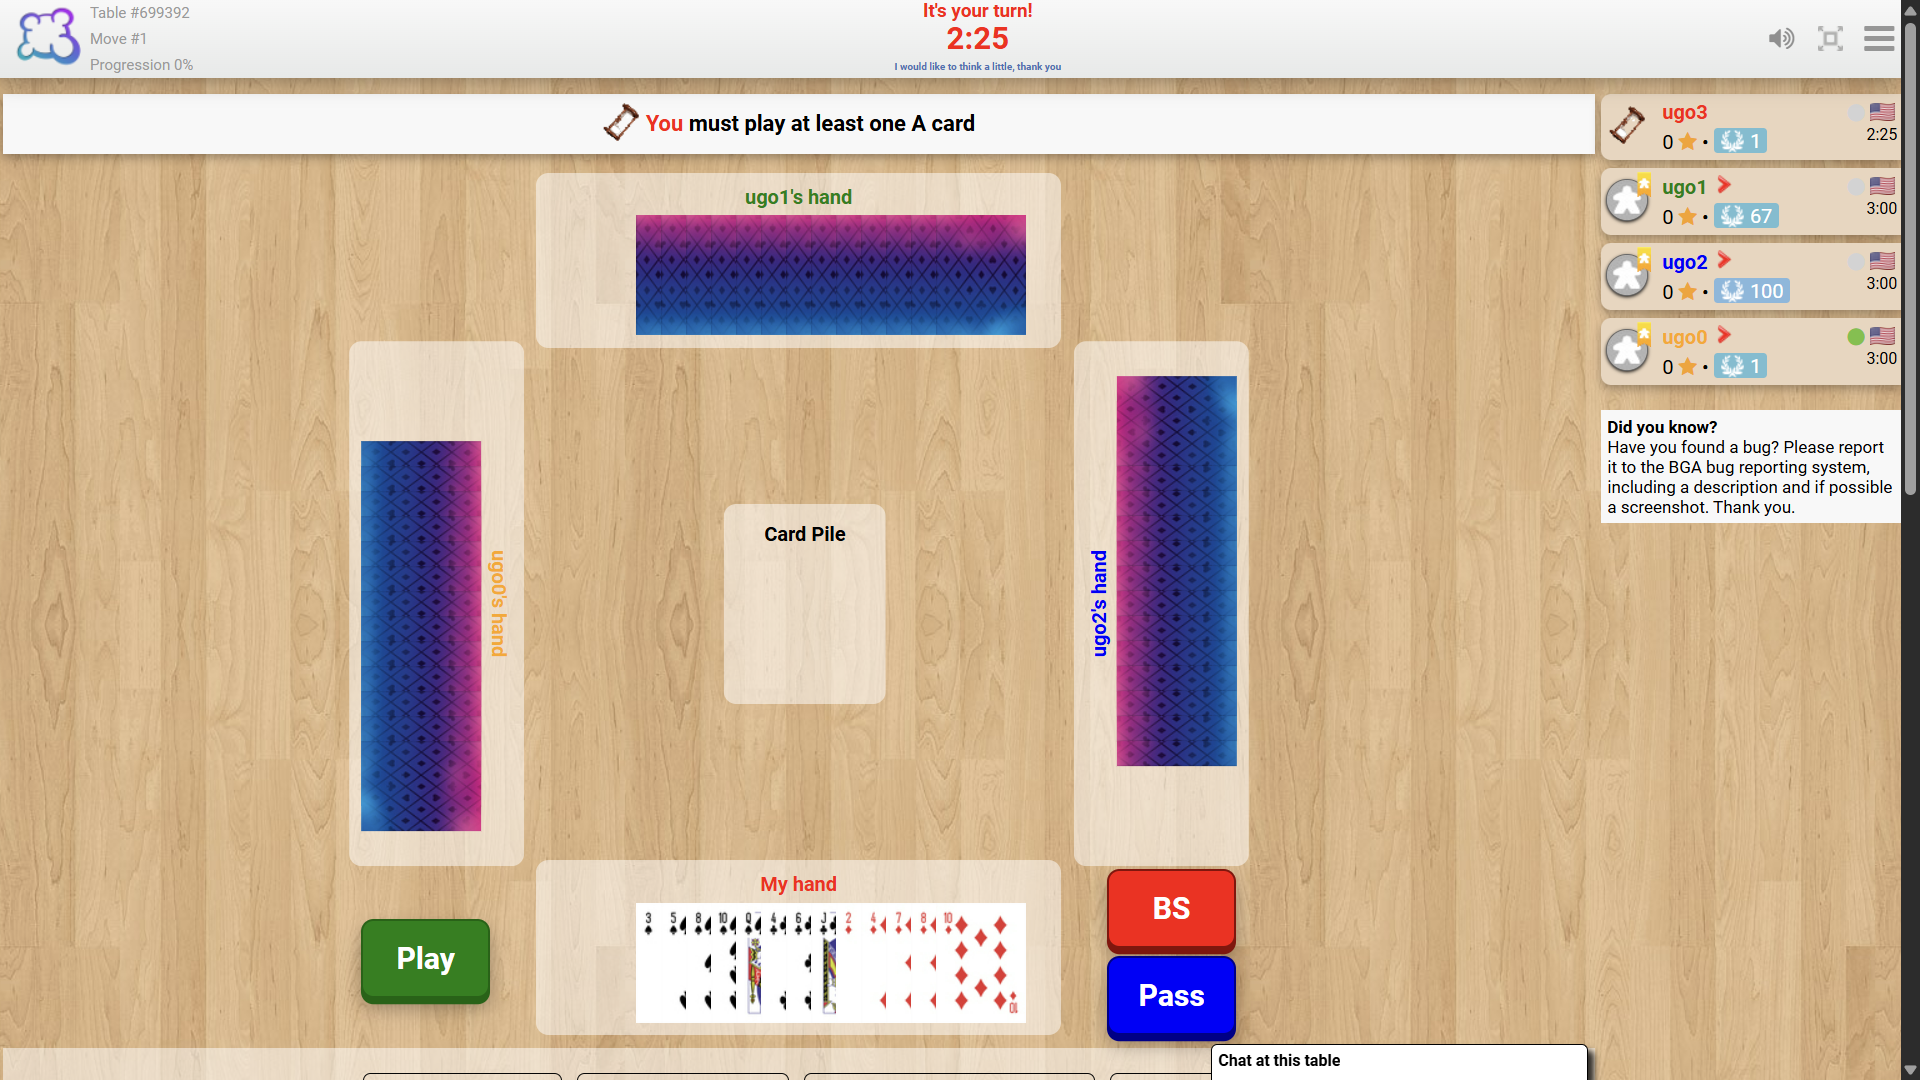 Table #699392
Move #1
Progression 0%
It's your turn!
2:25
I would like to think a little, thank you
You must play at least one A card
ugo3
2:25
0 • 1
ugo1
3:00
0 • 67
ugo2
3:00
0 • 100
ugo0
3:00
0 • 1
Did you know?
Have you found a bug? Please report
it to the BGA bug reporting system,
including a description and if possible
a screenshot. Thank you.
ugo1's hand
ugo0's hand
Card Pile
ugo2's hand
My hand
3 5 8 10 Q 4 6 J 2 4 7 8 10
10
Play
BS
Pass
Chat at this table